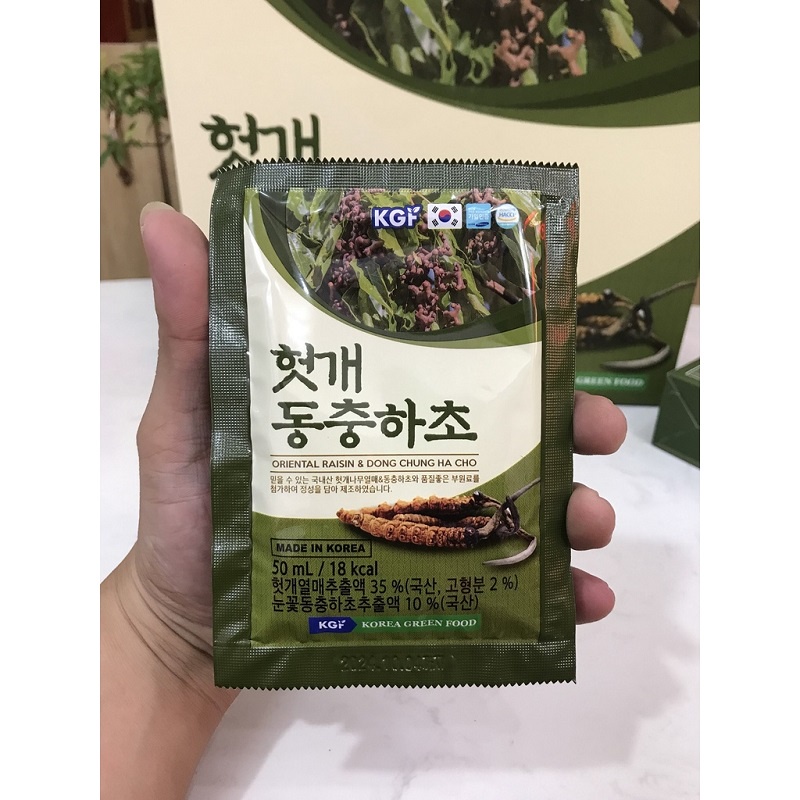 헛개
KGF
HACCP
헛개
동충하초
ORIENTAL RAISIN & DONG CHUNG HA CHO
믿을 수 있는 국내산 헛개나무열매&동충하초와 품질좋은 부원료를
첨가하여 정성을 담아 제조하였습니다.
GREEN FOOD
MADE IN KOREA
50 mL / 18 kcal
헛개열매추출액 35 %(국산, 고형분 2 %)
눈꽃동충하초추출액 10 %(국산)
KGF KOREA GREEN FOOD